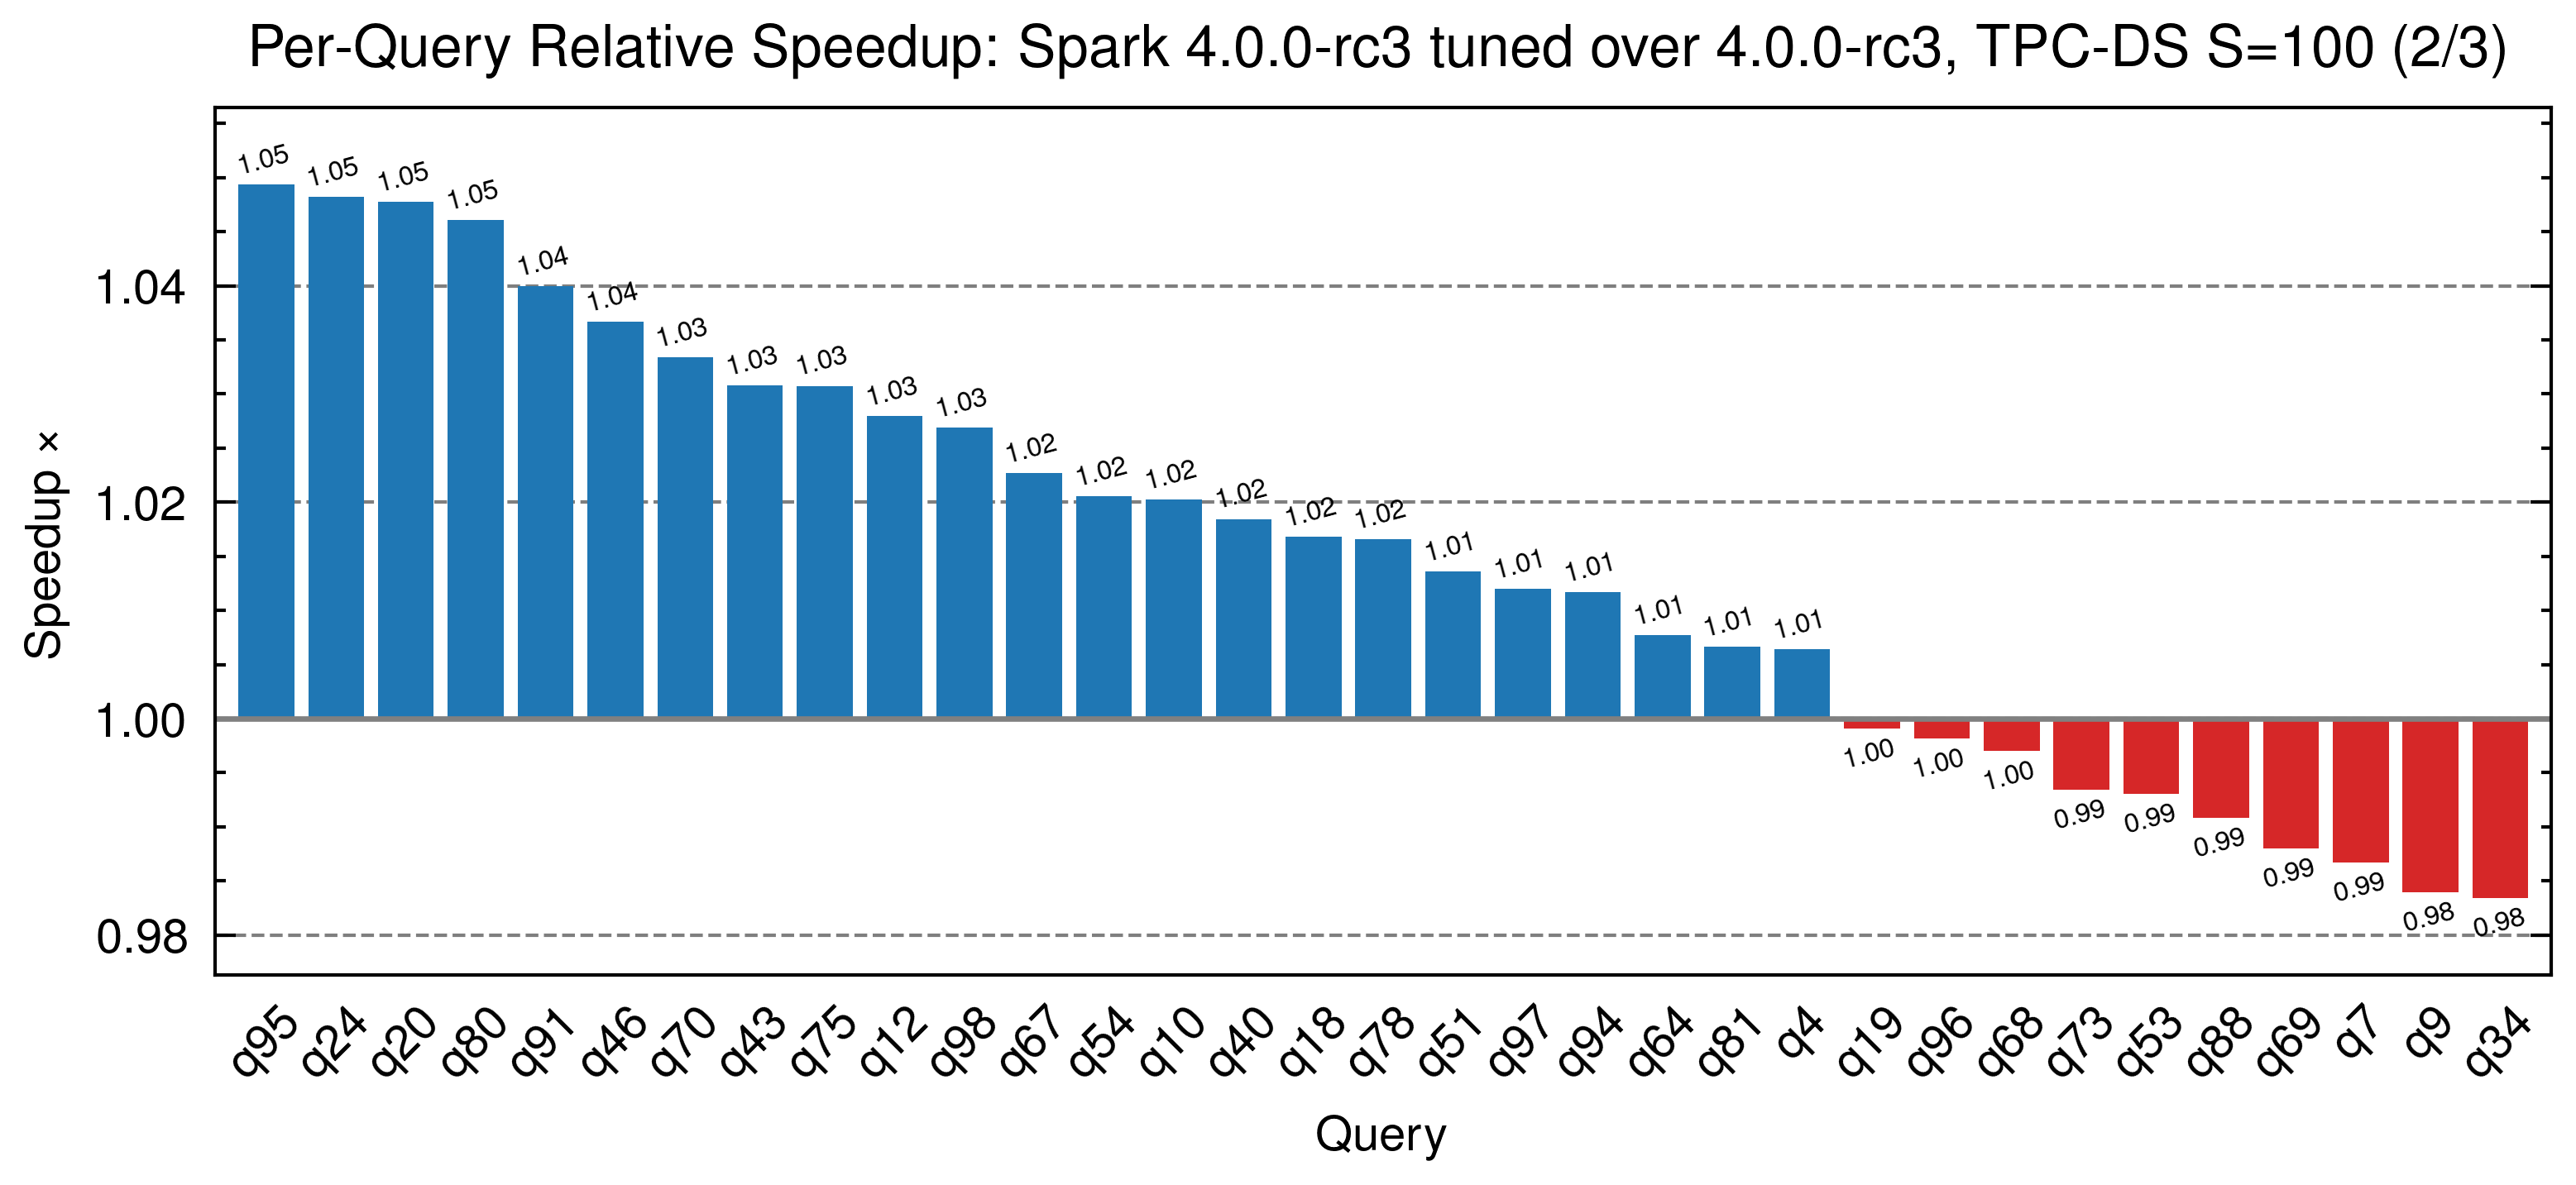 Per-Query Relative Speedup: Spark 4.0.0-rc3 tuned over 4.0.0-rc3, TPC-DS S=100 (2/3)
1.05 1.05 1.05 1.05 1.04 1.04 1.03 1.03 1.03 1.03 1.03 1.02 1.02 1.02 1.02 1.02 1.02 1.01 1.01 1.01 1.01 1.01 1.01 1.00 1.00 1.00 0.99 0.99 0.99 0.99 0.99 0.98 0.98
1.04
1.02
1.00
0.98
Speedup ×
q95 q24 q20 q80 q91 q46 q70 q43 q75 q12 q98 q67 q54 q10 q40 q18 q78 q51 q97 q94 q64 q81 q4 q19 q96 q68 q73 q53 q88 q69 q7 q9 q34
Query